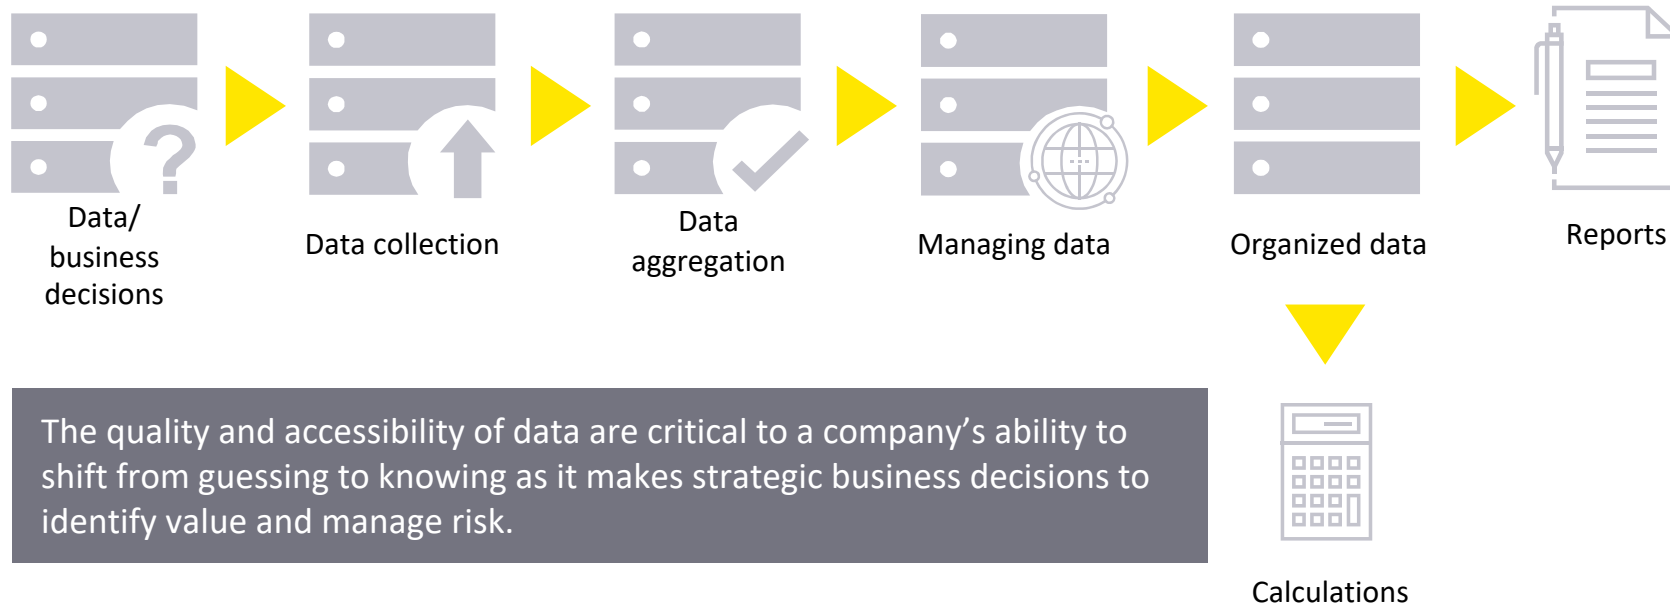 Data/
business
decisions
Data collection
Data
aggregation
Managing data
Organized data
Reports
The quality and accessibility of data are critical to a company’s ability to
shift from guessing to knowing as it makes strategic business decisions to
identify value and manage risk.
Calculations